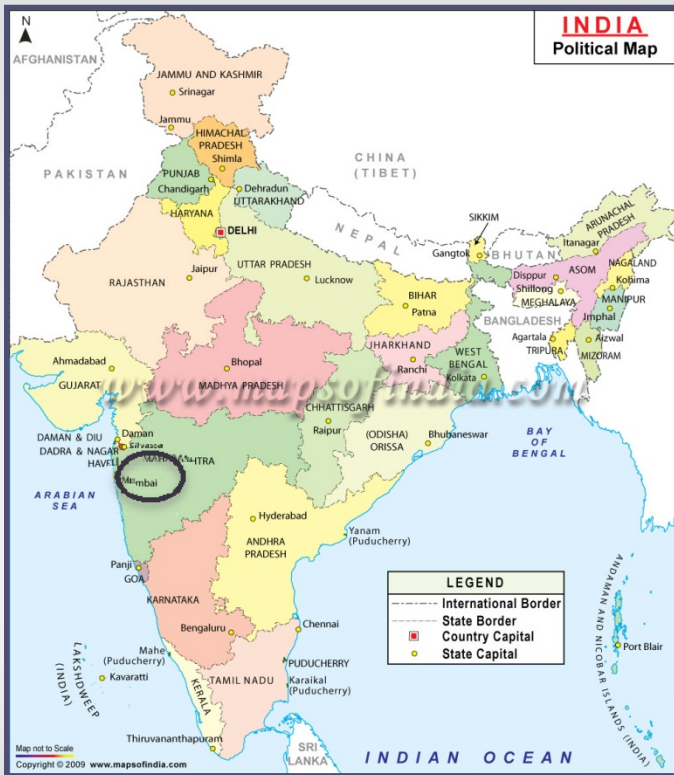 N
INDIA
Political Map
AFGHANISTAN
JAMMU AND KASHMIR
Srinagar
Jammu
HIMACHAL
PRADESH
Shimla
CHINA
(TIBET)
PAKISTAN
PUNJAB
Chandigarh
Dehradun
UTTARAKHAND
HARYANA
DELHI
NEPAL
SIKKIM
Gangtok
BHUTAN
ARUNACHAL
PRADESH
Itanagar
RAJASTHAN
Jaipur
UTTAR PRADESH
Lucknow
BIHAR
Patna
Disppur
ASOM
NAGALAND
Kohima
Shillong
MEGHALAYA
MANIPUR
Imphal
BANGLADESH
Agartala
TRIPURA
Aizwal
MIZORAM
JHARKHAND
Ranchi
WEST
BENGAL
Kolkata
Ahmadabad
GUJARAT
Bhopal
MADHYA PRADESH
www.mapsofindia.com
CHHATTISGARH
Raipur
(ODISHA)
ORISSA
Bhubaneswar
BAY
OF
BENGAL
DAMAN & DIU
Daman
DADRA & NAGAR
Silvassa
ARABIAN
SEA
Hyderabad
ANDHRA
PRADESH
Yanam
(Puducherry)
Panji
GOA
KARNATAKA
Bengaluru
Chennai
LEGEND
International Border
State Border
Country Capital
State Capital
ANDAMAN AND NICOBAR ISLANDS (INDIA)
Port Blair
LAKSHDWEEP
(INDIA)
Kavaratti
Mahe
(Puducherry)
PUDUCHERRY
Karaikal
(Puducherry)
KERALA
TAMIL NADU
Thiruvananthapuram
SRI
LANKA
INDIAN OCEAN
Map not to Scale
Copyright © 2009 www.mapsofindia.com